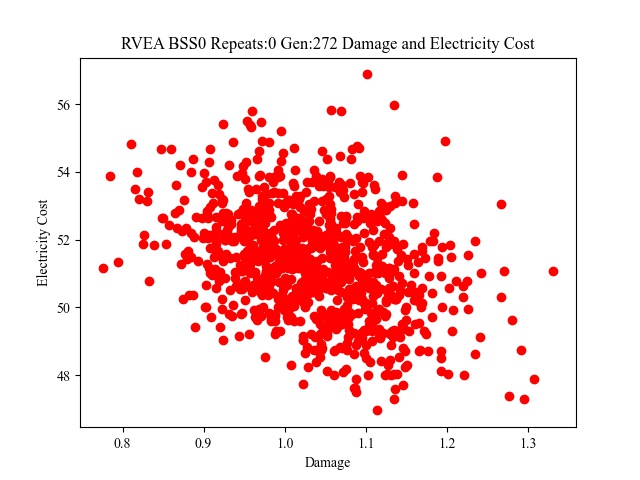 RVEA BSS0 Repeats:0 Gen:272 Damage and Electricity Cost
56
54
52
50
48
Electricity Cost
0.8 0.9 1.0 1.1 1.2 1.3
Damage